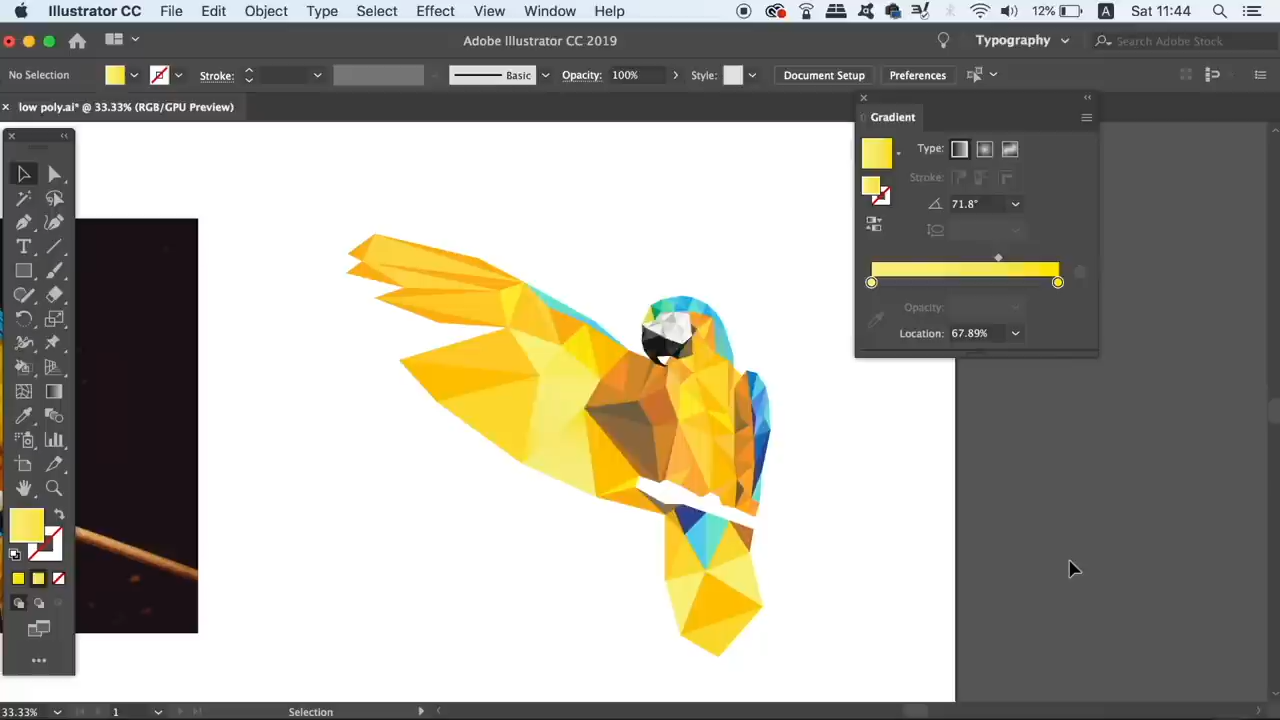 Illustrator CC File Edit Object Type Select Effect View Window Help 12% A Sat 11:44
Adobe Illustrator CC 2019 Typography Search Adobe Stock
No Selection Stroke: Basic Opacity: 100% Style: Document Setup Preferences
low poly.ai* @ 33.33% (RGB/GPU Preview)
Gradient
Type:
Stroke:
71.8°
Opacity:
Location: 67.89%
33.33% 1 Selection